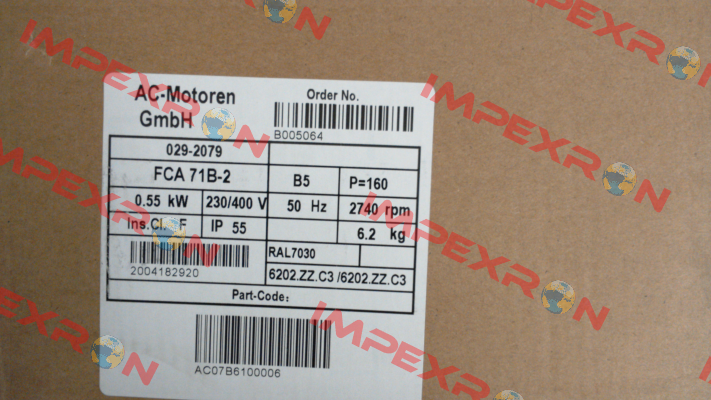 IMPEXRON
IMPEXRON
AC-Motoren
GmbH
Order No.
B005064
029-2079
FCA 71B-2
B5
P=160
0.55 kW
230/400 V
50 Hz
2740 rpm
Ins.Cl. F
IP 55
6.2 kg
2004182920
RAL7030
6202.ZZ.C3 /6202.ZZ.C3
Part-Code:
AC07B6100006
IMPEXRON
IMPEXRON
IMPEXRON